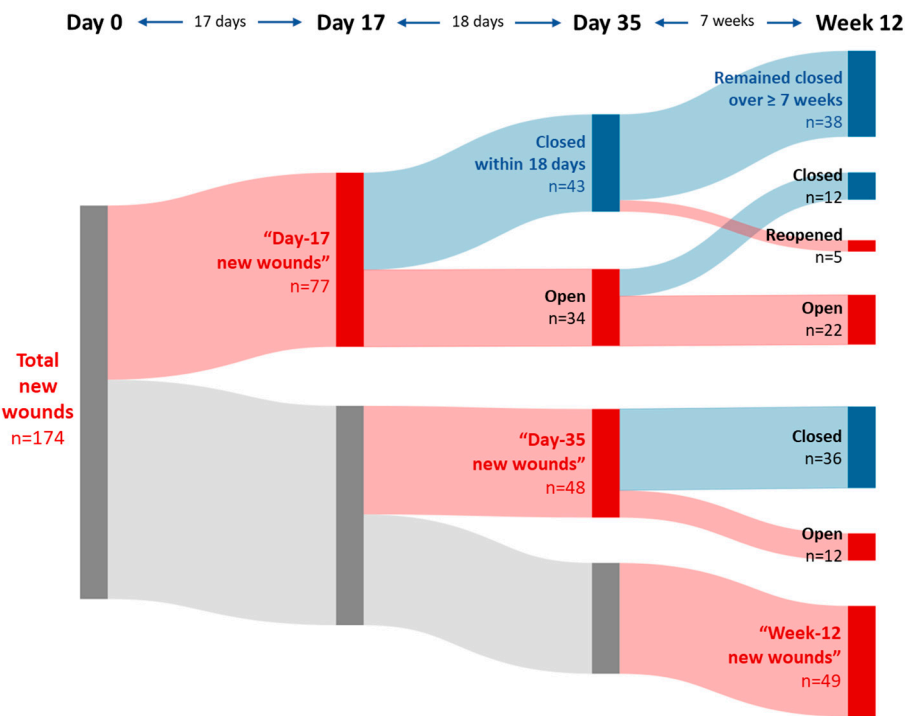 Day 0
17 days
Day 17
18 days
Day 35
7 weeks
Week 12
Remained closed
over ≥ 7 weeks
n=38
Closed
within 18 days
n=43
Closed
n=12
“Day-17
new wounds”
n=77
Reopened
n=5
Open
n=34
Open
n=22
Total
new
wounds
n=174
“Day-35
new wounds”
n=48
Closed
n=36
Open
n=12
“Week-12
new wounds”
n=49